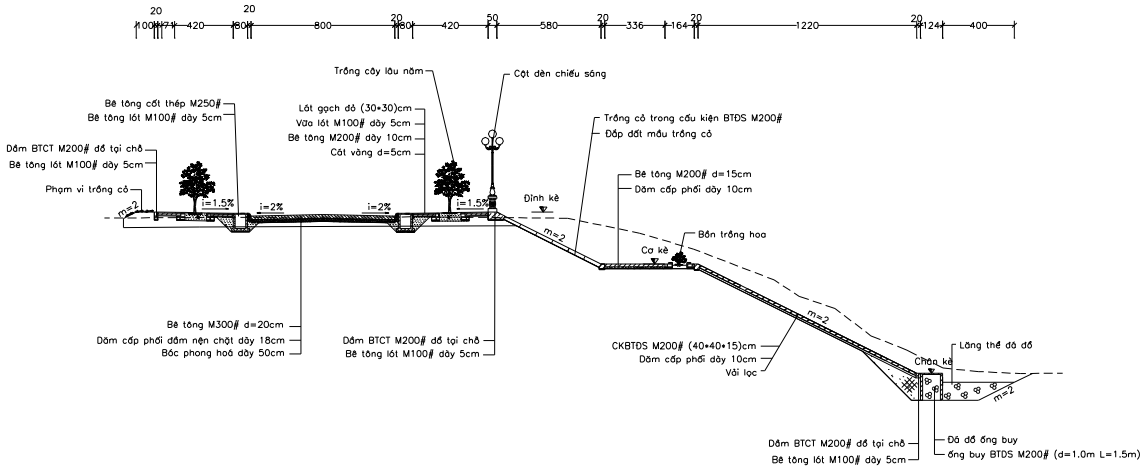 20 20 20 50 20 20 20
100 71 420 80 800 80 420 580 336 164 1220 124 400
Trồng cây lâu năm
Cột đèn chiếu sáng
Bê tông cốt thép M250#
Bê tông lót M100# dày 5cm
Lát gạch đỏ (30*30)cm
Vữa lót M100# dày 5cm
Bê tông M200# dày 10cm
Cát vàng d=5cm
Trồng cỏ trong cấu kiện BTĐS M200#
Đắp đất mầu trồng cỏ
Dầm BTCT M200# đổ tại chỗ
Bê tông lót M100# dày 5cm
Phạm vi trồng cỏ
Bê tông M200# d=15cm
Dăm cấp phối dày 10cm
m=2
i=1.5%
i=2%
i=2%
i=1.5%
Đỉnh kè
m=2
Bồn trồng hoa
Cơ kè
m=2
Bê tông M300# d=20cm
Dăm cấp phối đầm nện chặt dày 18cm
Bóc phong hoá dày 50cm
Dầm BTCT M200# đổ tại chỗ
Bê tông lót M100# dày 5cm
CKBTĐS M200# (40*40*15)cm
Dăm cấp phối dày 10cm
Vải lọc
Lăng thể đá đổ
Chân kè
m=2
Dầm BTCT M200# đổ tại chỗ
Bê tông lót M100# dày 5cm
Đá đổ ống buy
ống buy BTĐS M200# (d=1.0m L=1.5m)